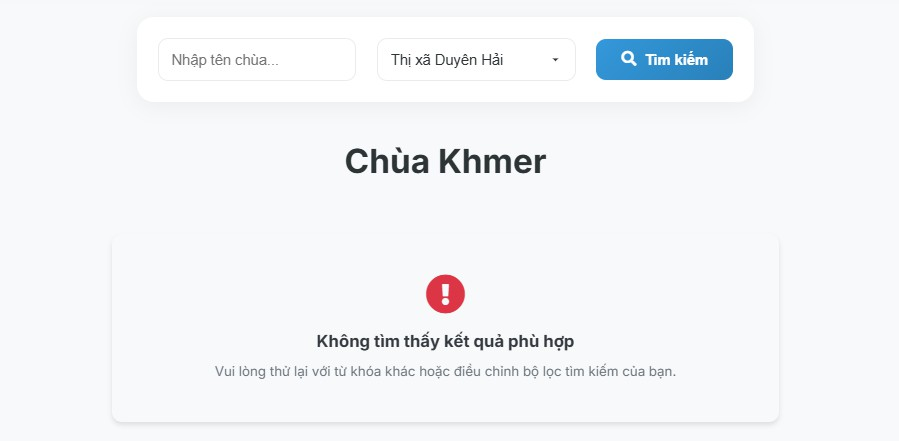 Nhập tên chùa...
Thị xã Duyên Hải
Tìm kiếm
Chùa Khmer
Không tìm thấy kết quả phù hợp
Vui lòng thử lại với từ khóa khác hoặc điều chỉnh bộ lọc tìm kiếm của bạn.